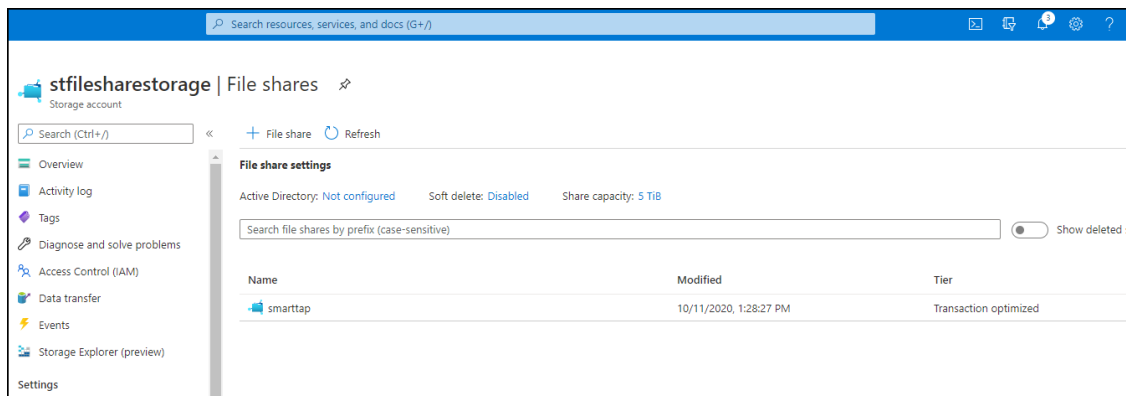 Search resources, services, and docs (G+/)
3
stfilesharestorage | File shares
Storage account
Search (Ctrl+/)
«
+ File share
Refresh
Overview
Activity log
Tags
Diagnose and solve problems
Access Control (IAM)
Data transfer
Events
Storage Explorer (preview)
Settings
File share settings
Active Directory: Not configured Soft delete: Disabled Share capacity: 5 TiB
Search file shares by prefix (case-sensitive)
Show deleted
Name Modified Tier
smarttap 10/11/2020, 1:28:27 PM Transaction optimized